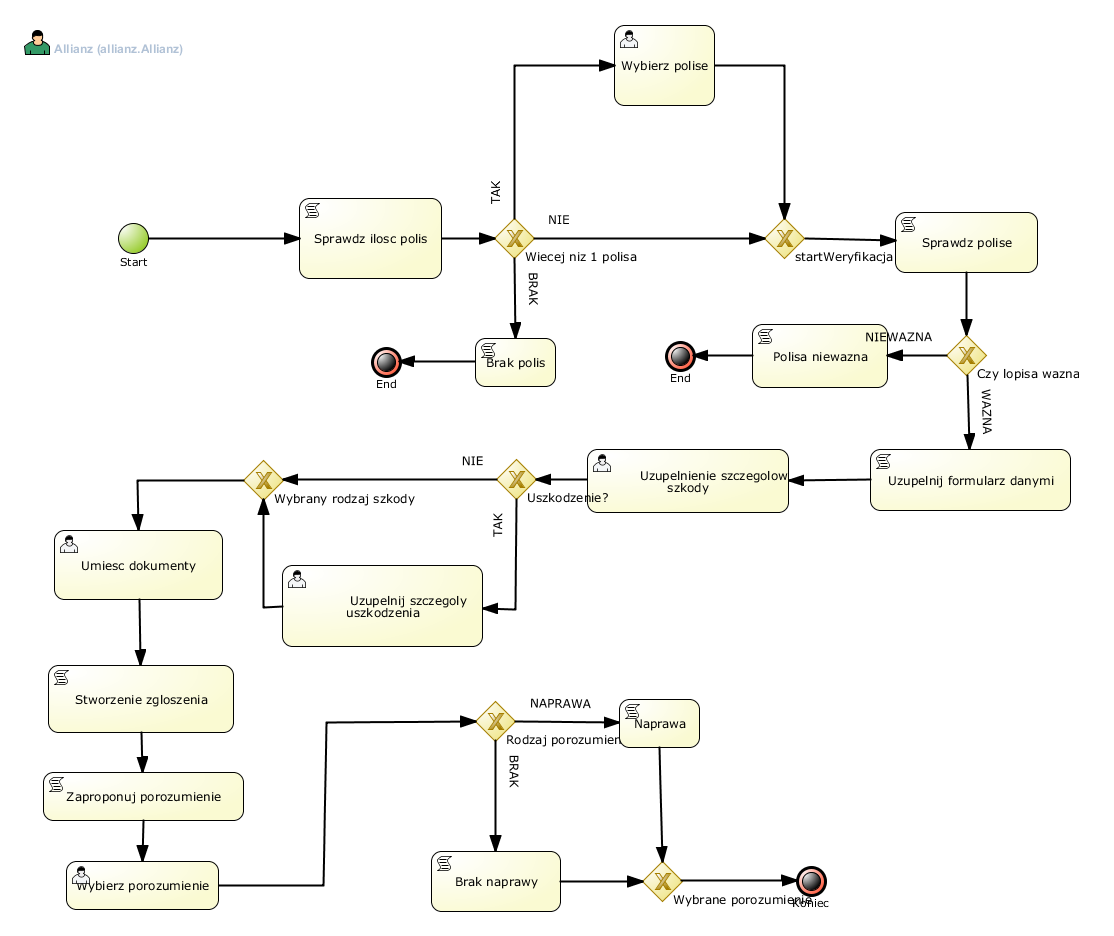 Allianz (allianz.Allianz)
Wybierz polise
TAK
NIE
Start
Sprawdz ilosc polis
Wiecej niz 1 polisa
startWeryfikacja
Sprawdz polise
BRAK
End
Brak polis
End
Polisa niewazna
NIEWAZNA
Czy lopisa wazna
WAZNA
NIE
Wybrany rodzaj szkody
Uszkodzenie?
Uzupelnienie szczegolow
szkody
Uzupelnij formularz danymi
TAK
Umiesc dokumenty
Uzupelnij szczegoly
uszkodzenia
Stworzenie zgloszenia
NAPRAWA
Rodzaj porozumien
Naprawa
BRAK
Zaproponuj porozumienie
Wybierz porozumienie
Brak naprawy
Wybrane porozumienie
Koniec